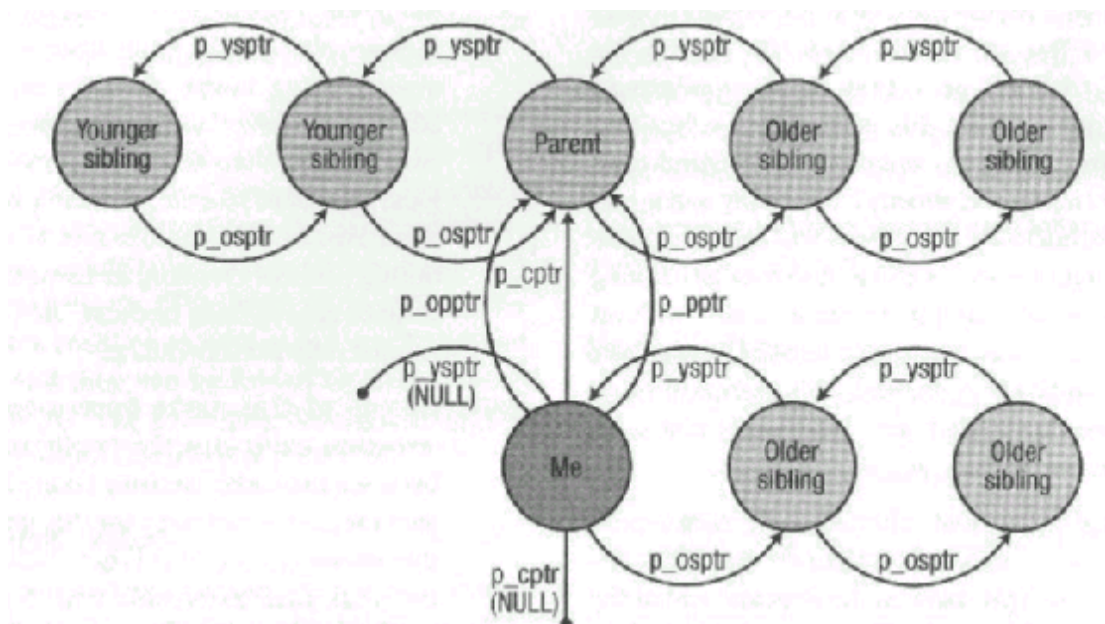 p_ysptr
p_ysptr
p_ysptr
p_ysptr
Younger
sibling
Younger
sibling
Parent
Older
sibling
Older
sibling
p_osptr
p_osptr
p_osptr
p_osptr
p_cptr
p_opptr
p_pptr
p_ysptr
(NULL)
p_ysptr
p_ysptr
Me
Older
sibling
Older
sibling
p_osptr
p_osptr
p_cptr
(NULL)